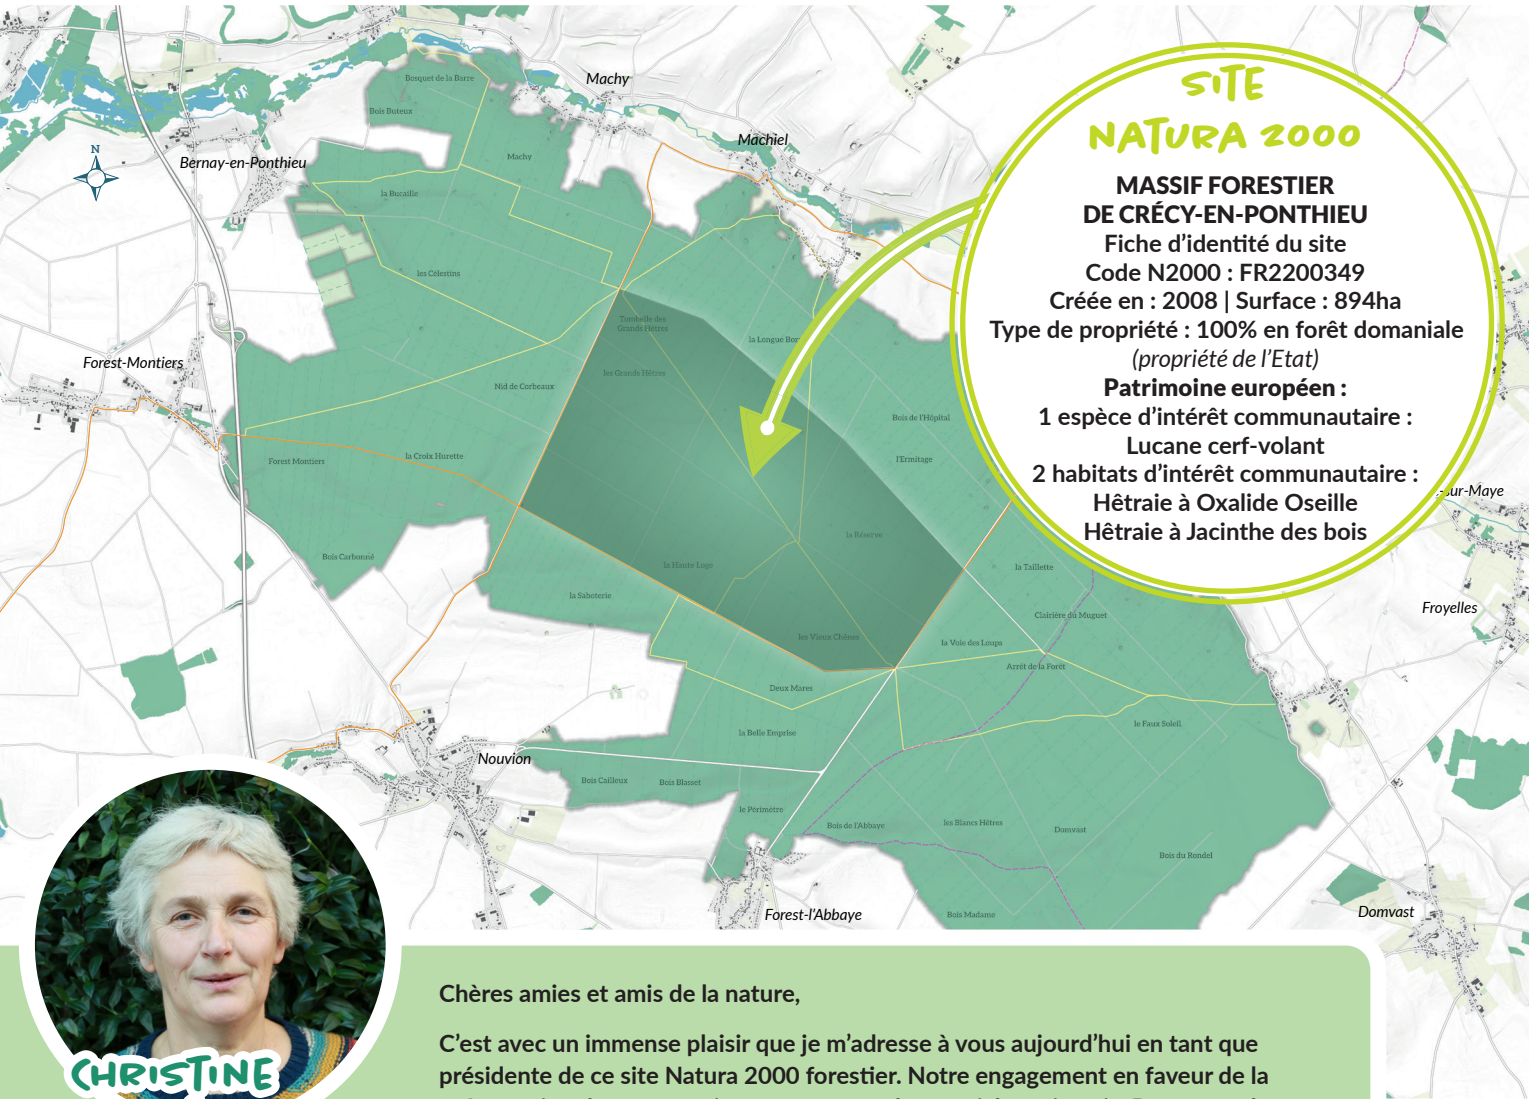 Bosquet de la Barre
Machy
Bois Buteux
Machiel
N
Bernay-en-Ponthieu
Machy
la Bucaille
les Célestins
Tombelle des
Grands Hêtres
la Longue
Forest-Montiers
les Grands Hêtres
Nid de Corbeaux
Bois de l'Hôpital
la Croix Hurette
l'Ermitage
Forest Montiers
la Réserve
Bois Carbonné
la Haute Loge
la Taillette
la Saboterie
Clairière du Muguet
les Vieux Chênes
la Voie des Loups
Arrêt de la Foret
Deux Mares
le Faux Soleil
la Belle Emprise
Nouvion
Bois Cailleux
Bois Blasset
le Périmètre
Bois de l'Abbaye
les Blancs Hêtres
Domvast
Bois du Rondel
Forest-l'Abbaye
Bois Madame
Domvast
Froyelles
-sur-Maye
SITE
NATURA 2000
MASSIF FORESTIER
DE CRÉCY-EN-PONTHIEU
Fiche d'identité du site
Code N2000 : FR2200349
Créée en : 2008 | Surface : 894ha
Type de propriété : 100% en forêt domaniale
(propriété de l'Etat)
Patrimoine européen :
1 espèce d'intérêt communautaire :
Lucane cerf-volant
2 habitats d'intérêt communautaire :
Hêtraie à Oxalide Oseille
Hêtraie à Jacinthe des bois
CHRISTINE
Chères amies et amis de la nature,
C'est avec un immense plaisir que je m'adresse à vous aujourd'hui en tant que
présidente de ce site Natura 2000 forestier. Notre engagement en faveur de la